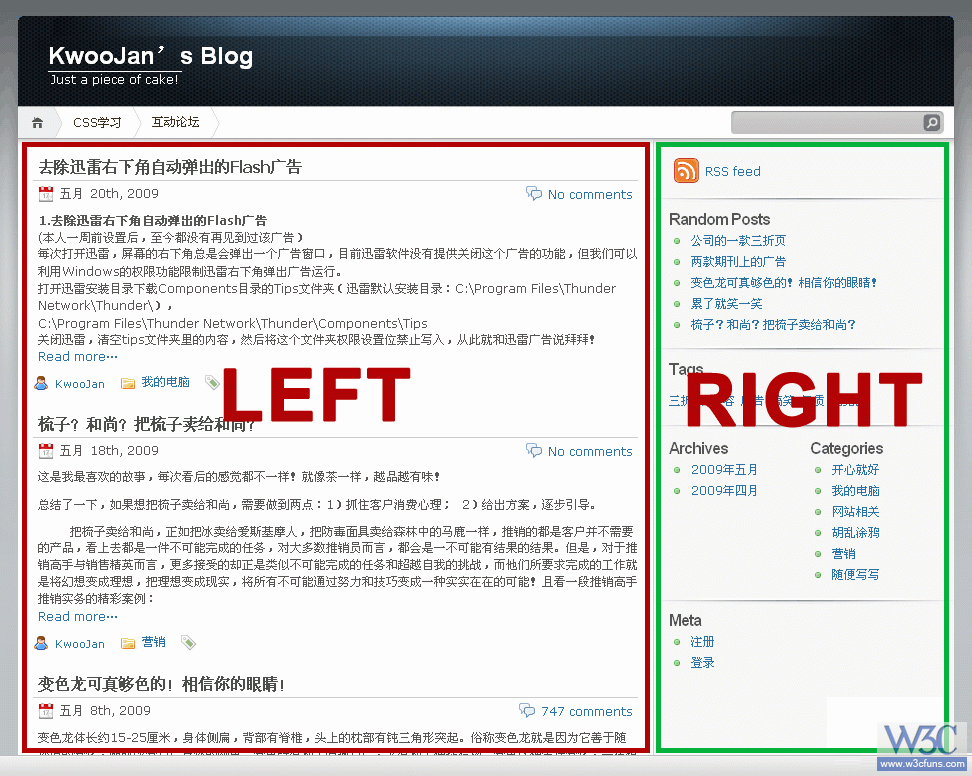 KwooJan’s Blog
Just a piece of cake!
CSS学习
互动论坛
去除迅雷右下角自动弹出的Flash广告
五月 20th, 2009
No comments
1.去除迅雷右下角自动弹出的Flash广告
(本人一周前设置后，至今都没有再见到过该广告)
每次打开迅雷，屏幕的右下角总是会弹出一个广告窗口，目前迅雷软件没有提供关闭这个广告的功能，但我们可以
利用Windows的权限功能限制迅雷右下角弹出广告运行。
打开迅雷安装目录下载Components目录的Tips文件夹(迅雷默认安装目录：C:\Program Files\Thunder
Network\Thunder\)，
C:\Program Files\Thunder Network\Thunder\Components\Tips
关闭迅雷，清空tips文件夹里的内容，然后将这个文件夹权限设置位禁止写入，从此就和迅雷广告说拜拜!
Read more…
KwooJan
我的电脑
LEFT
梳子？和尚？把梳子卖给和尚？
五月 18th, 2009
No comments
这是我最喜欢的故事，每次看后的感觉都不一样！就像茶一样，越品越有味！
总结了一下，如果想把梳子卖给和尚，需要做到两点：1）抓住客户消费心理； 2）给出方案，逐步引导。
把梳子卖给和尚，正如把冰卖给爱斯基摩人，把防毒面具卖给森林中的马鹿一样，推销的都是客户并不需要
的产品，看上去都是一件不可能完成的任务，对大多数推销员而言，都会是一不可能有结果的结果。但是，对于推
销高手与销售精英而言，更多接受的却正是类似不可能完成的任务和超越自我的挑战，而他们所要求完成的工作就
是将幻想变成理想，把理想变成现实，将所有不可能通过努力和技巧变成一种实实在在的可能！且看一段推销高手
推销实务的精彩案例：
Read more…
KwooJan
营销
变色龙可真够色的！相信你的眼睛！
五月 8th, 2009
747 comments
变色龙体长约15-25厘米，身体侧扁，背部有脊椎，头上的枕部有钝三角形突起。俗称变色龙就是因为它善于随
RSS feed
Random Posts
公司的一款三折页
两款期刊上的广告
变色龙可真够色的！相信你的眼睛！
累了就笑一笑
梳子？和尚？把梳子卖给和尚？
Tags
RIGHT
Archives
2009年五月
2009年四月
Categories
开心就好
我的电脑
网站相关
胡乱涂鸦
营销
随便写写
Meta
注册
登录
W3C
www.w3cfuns.com